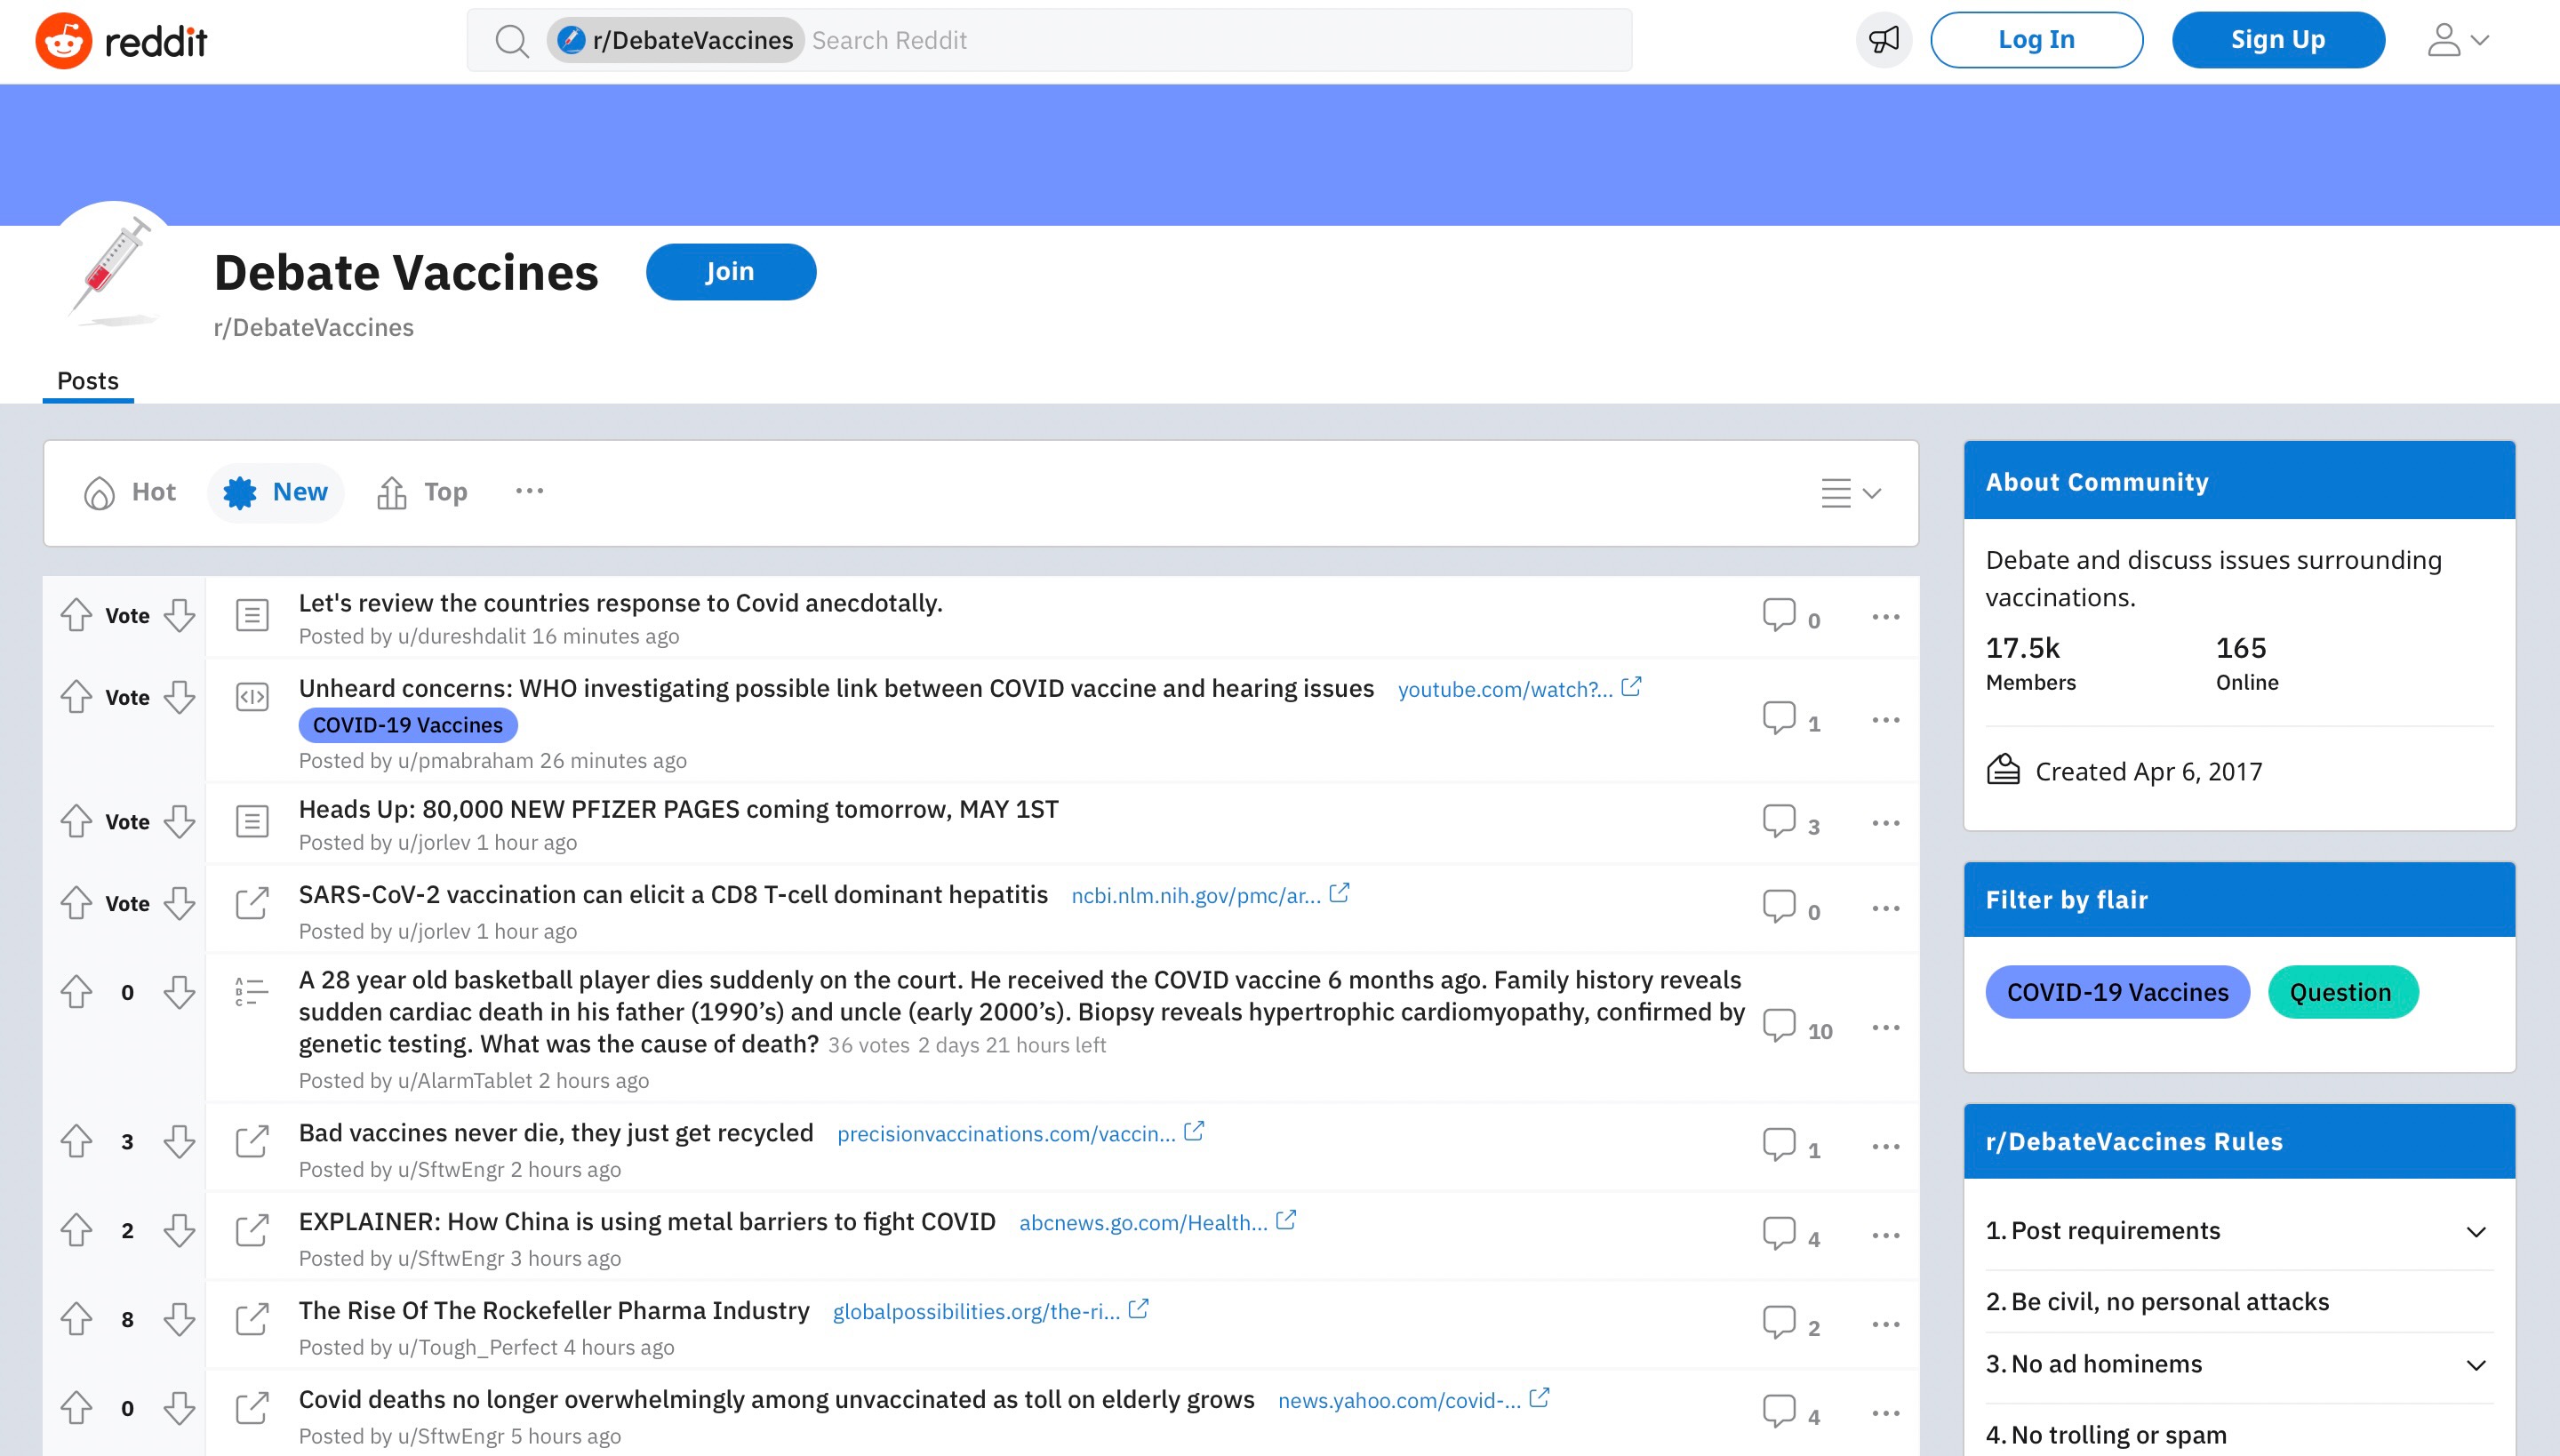 reddit
r/DebateVaccines Search Reddit
Log In
Sign Up
Debate Vaccines
Join
r/DebateVaccines
Posts
Hot
New
Top
Vote
Let's review the countries response to Covid anecdotally.
Posted by u/dureshdalit 16 minutes ago
0
Vote
Unheard concerns: WHO investigating possible link between COVID vaccine and hearing issues youtube.com/watch?...
COVID-19 Vaccines
Posted by u/pmabraham 26 minutes ago
1
Vote
Heads Up: 80,000 NEW PFIZER PAGES coming tomorrow, MAY 1ST
Posted by u/jorlev 1 hour ago
3
Vote
SARS-CoV-2 vaccination can elicit a CD8 T-cell dominant hepatitis ncbi.nlm.nih.gov/pmc/ar...
Posted by u/jorlev 1 hour ago
0
0
A 28 year old basketball player dies suddenly on the court. He received the COVID vaccine 6 months ago. Family history reveals
sudden cardiac death in his father (1990’s) and uncle (early 2000’s). Biopsy reveals hypertrophic cardiomyopathy, confirmed by
genetic testing. What was the cause of death? 36 votes 2 days 21 hours left
Posted by u/AlarmTablet 2 hours ago
10
3
Bad vaccines never die, they just get recycled precisionvaccinations.com/vaccin...
Posted by u/SftwEngr 2 hours ago
1
2
EXPLAINER: How China is using metal barriers to fight COVID abcnews.go.com/Health...
Posted by u/SftwEngr 3 hours ago
4
8
The Rise Of The Rockefeller Pharma Industry globalpossibilities.org/the-ri...
Posted by u/Tough_Perfect 4 hours ago
2
0
Covid deaths no longer overwhelmingly among unvaccinated as toll on elderly grows news.yahoo.com/covid-...
Posted by u/SftwEngr 5 hours ago
4
About Community
Debate and discuss issues surrounding
vaccinations.
17.5k
Members
165
Online
Created Apr 6, 2017
Filter by flair
COVID-19 Vaccines
Question
r/DebateVaccines Rules
1. Post requirements
2. Be civil, no personal attacks
3. No ad hominems
4. No trolling or spam